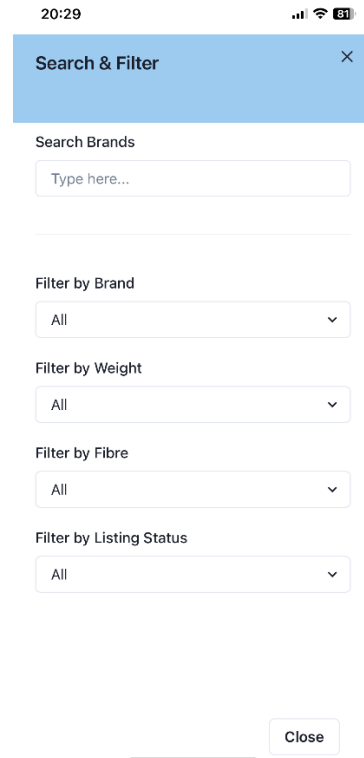 20:29
81
Search & Filter
Search Brands
Type here...
Filter by Brand
All
Filter by Weight
All
Filter by Fibre
All
Filter by Listing Status
All
Close